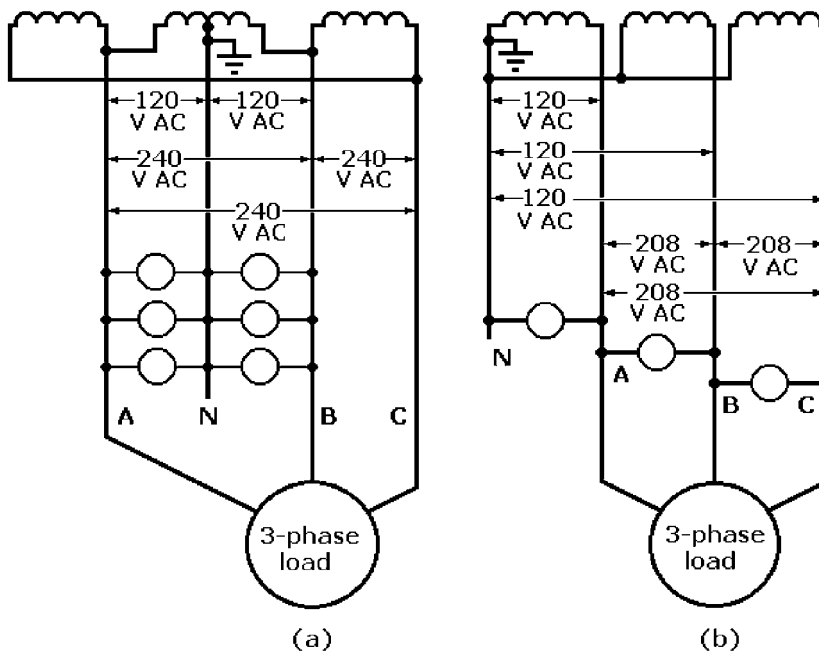 120 120
V AC V AC
240 240
V AC V AC
240
V AC
A N B C
3-phase
load
(a)
120
V AC
120
V AC
120
V AC
208 208
V AC V AC
208
V AC
N
A
B C
3-phase
load
(b)